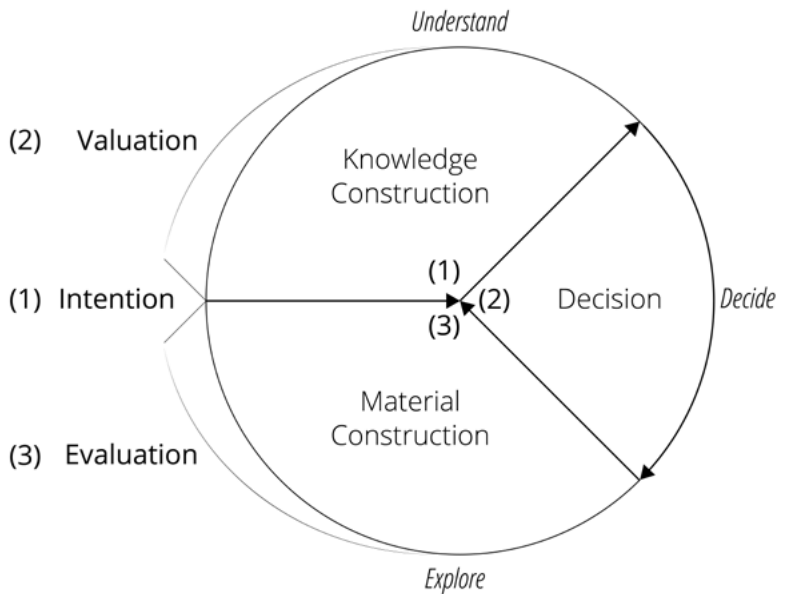 Understand
(2) Valuation
Knowledge
Construction
(1)
(1) Intention
(2)
Decision
Decide
(3)
Material
Construction
(3) Evaluation
Explore